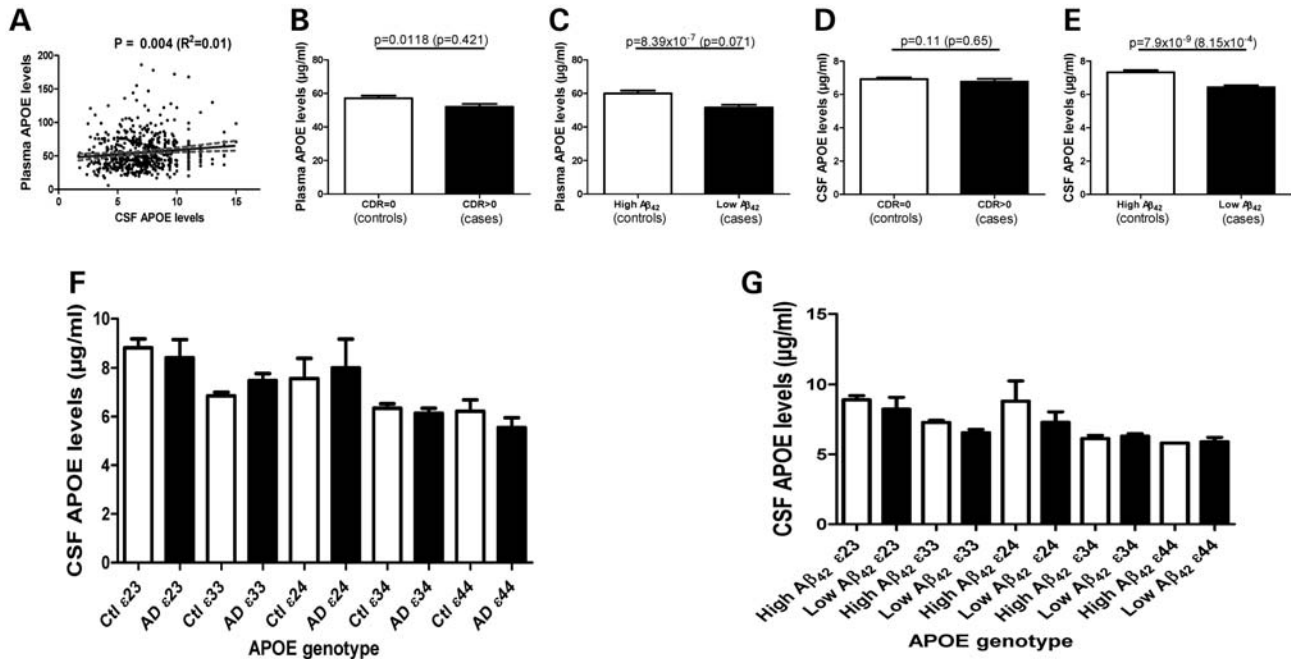 A
P = 0.004 (R²=0.01)
Plasma APOE levels
200
150
100
50
0
0
5
10
15
CSF APOE levels
B
p=0.0118 (p=0.421)
Plasma APOE levels (µg/ml)
80
60
40
20
0
CDR=0
(controls)
CDR>0
(cases)
C
p=8.39x10⁻⁷ (p=0.071)
Plasma APOE levels (µg/ml)
80
60
40
20
0
High Aβ₄₂
(controls)
Low Aβ₄₂
(cases)
D
p=0.11 (p=0.65)
CSF APOE levels (µg/ml)
8
6
4
2
0
CDR=0
(controls)
CDR>0
(cases)
E
p=7.9x10⁻⁹ (8.15x10⁻⁴)
CSF APOE levels (µg/ml)
8
6
4
2
0
High Aβ₄₂
(controls)
Low Aβ₄₂
(cases)
F
CSF APOE levels (µg/ml)
10
8
6
4
2
0
Ctl ε23
AD ε23
Ctl ε33
AD ε33
Ctl ε24
AD ε24
Ctl ε34
AD ε34
Ctl ε44
AD ε44
APOE genotype
G
CSF APOE levels (µg/ml)
15
10
5
0
High Aβ₄₂ ε23
Low Aβ₄₂ ε23
High Aβ₄₂ ε33
Low Aβ₄₂ ε33
High Aβ₄₂ ε24
Low Aβ₄₂ ε24
High Aβ₄₂ ε34
Low Aβ₄₂ ε34
High Aβ₄₂ ε44
Low Aβ₄₂ ε44
APOE genotype